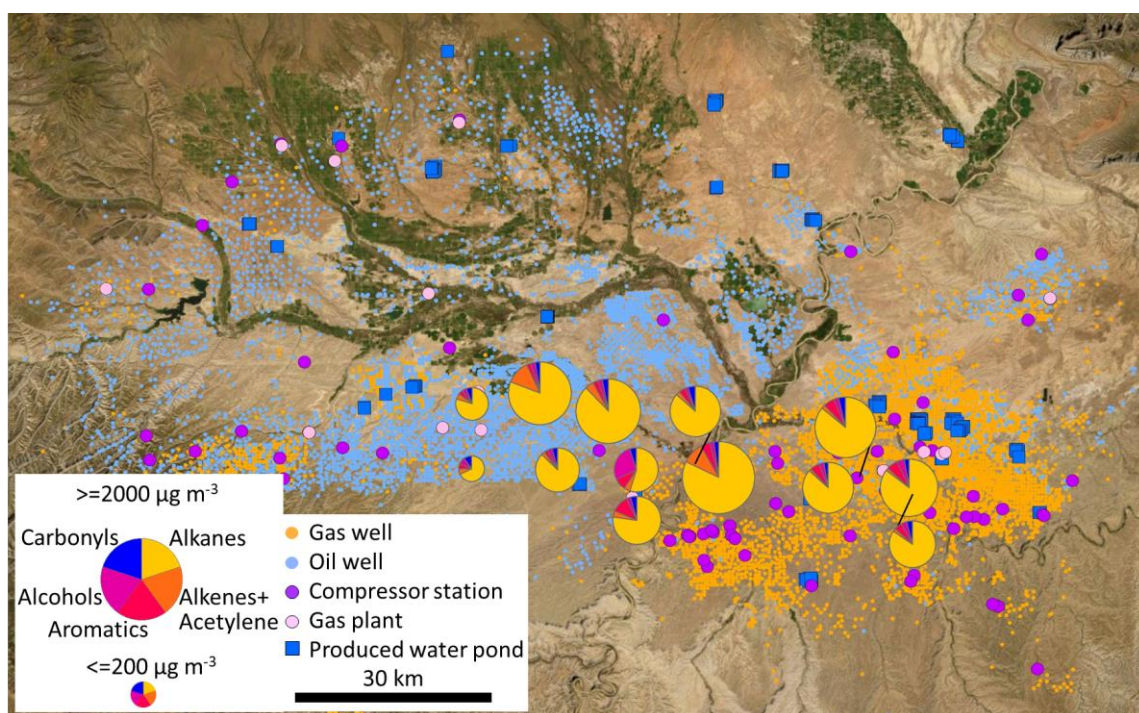 >=2000 µg m⁻³
Carbonyls
Alkanes
Alcohols
Alkenes+
Acetylene
Aromatics
<=200 µg m⁻³
Gas well
Oil well
Compressor station
Gas plant
Produced water pond
30 km